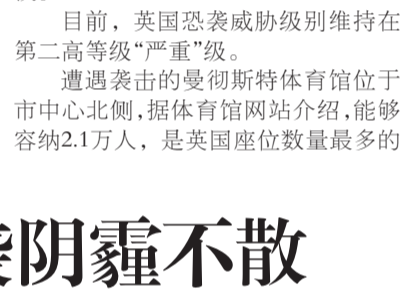 目前，英国恐袭威胁级别维持在
第二高等级“严重”级。
遭遇袭击的曼彻斯特体育馆位于
市中心北侧，据体育馆网站介绍，能够
容纳2.1万人，是英国座位数量最多的
袭阴霾不散